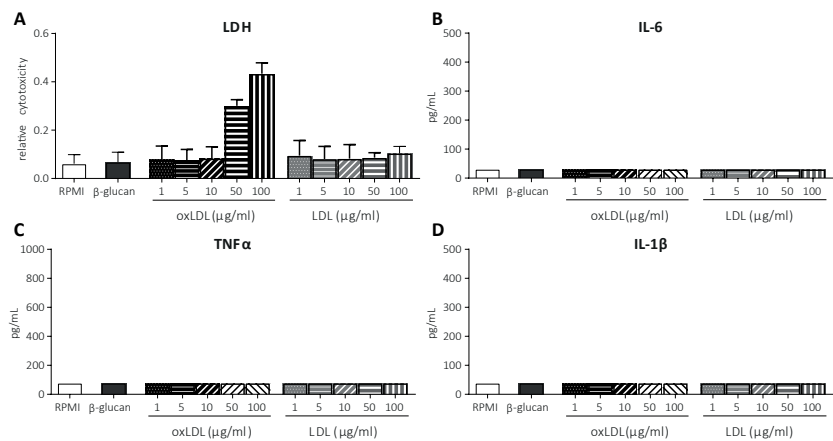 A
LDH
0.6
0.4
0.2
0.0
relative cytotoxicity
RPMI β-glucan 1 5 10 50 100 1 5 10 50 100
oxLDL (µg/ml) LDL (µg/ml)
B
IL-6
500
400
300
200
100
0
pg/mL
RPMI β-glucan 1 5 10 50 100 1 5 10 50 100
oxLDL (µg/ml) LDL (µg/ml)
C
TNFα
1000
800
600
400
200
0
pg/mL
RPMI β-glucan 1 5 10 50 100 1 5 10 50 100
oxLDL (µg/ml) LDL (µg/ml)
D
IL-1β
500
400
300
200
100
0
pg/mL
RPMI β-glucan 1 5 10 50 100 1 5 10 50 100
oxLDL (µg/ml) LDL (µg/ml)